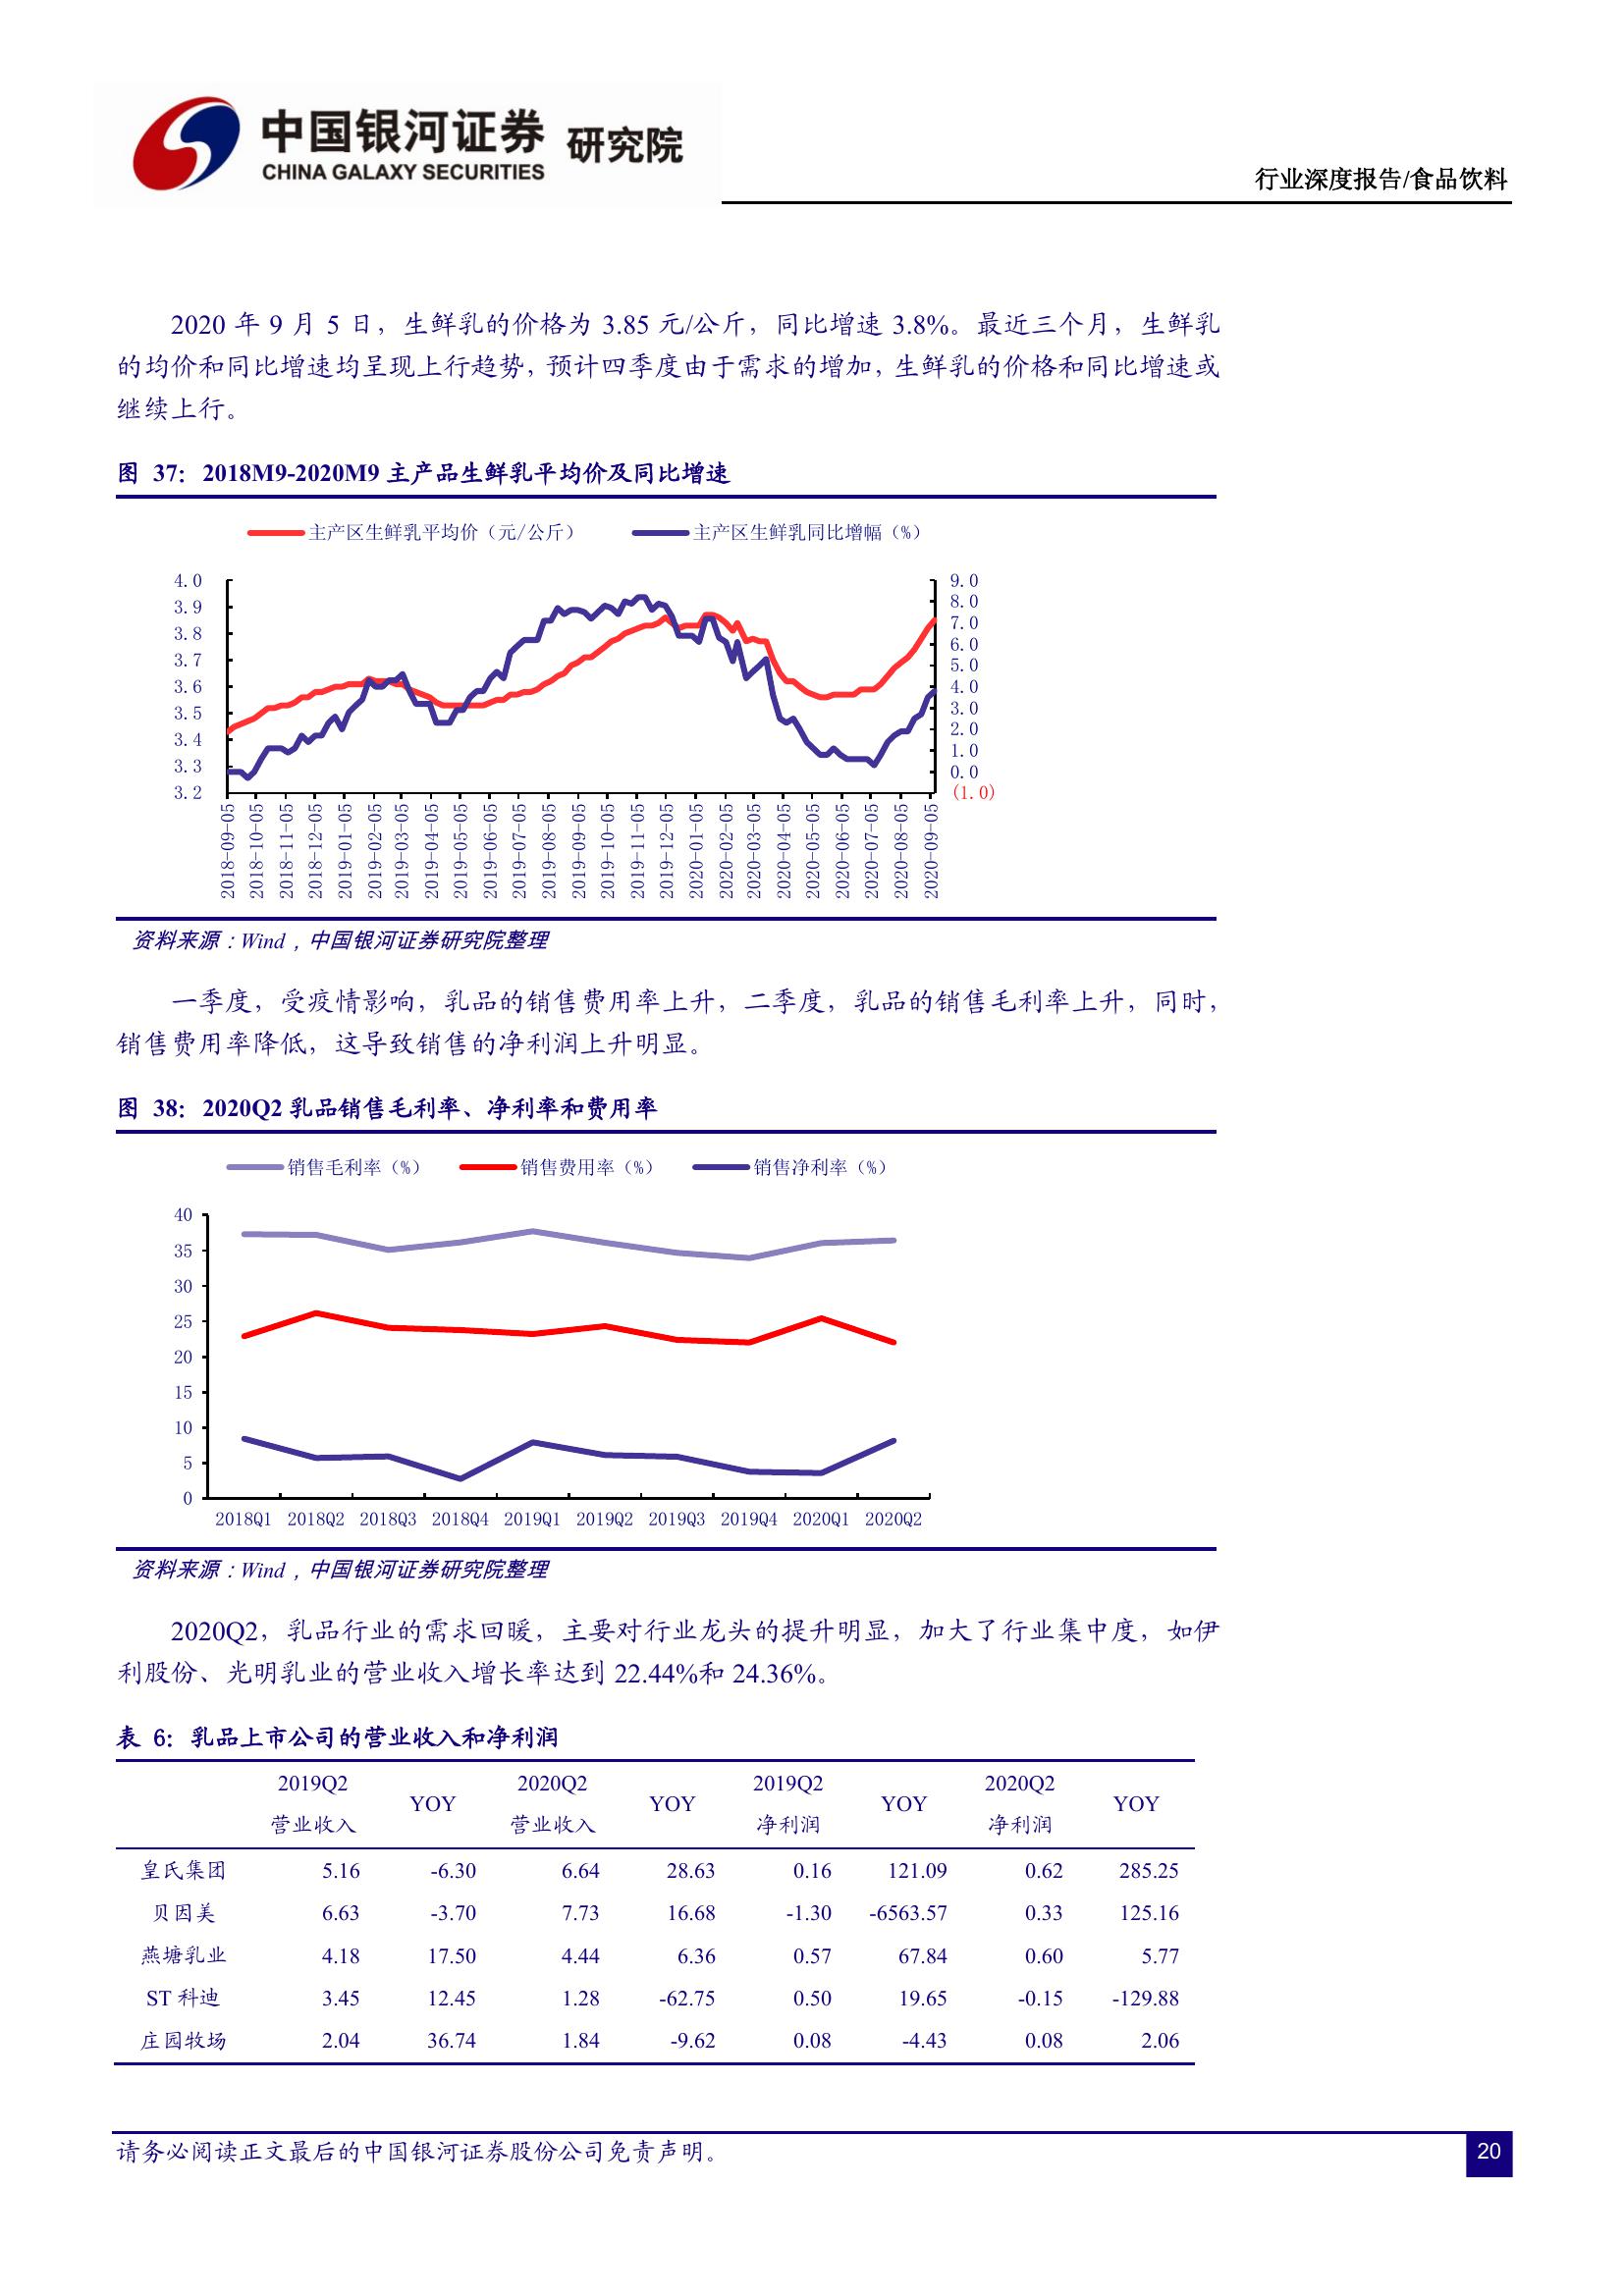 中国银河证券 研究院
CHINA GALAXY SECURITIES
行业深度报告/食品饮料
2020 年 9 月 5 日，生鲜乳的价格为 3.85 元/公斤，同比增速 3.8%。最近三个月，生鲜乳
的均价和同比增速均呈现上行趋势，预计四季度由于需求的增加，生鲜乳的价格和同比增速或
继续上行。
图 37：2018M9-2020M9 主产品生鲜乳平均价及同比增速
主产区生鲜乳平均价（元/公斤） 主产区生鲜乳同比增幅（%）
4.0 9.0
3.9 8.0
3.8 7.0
3.7 6.0
3.6 5.0
3.5 4.0
3.4 3.0
3.3 2.0
3.2 1.0
0.0
(1.0)
2018-09-05 2018-10-05 2018-11-05 2018-12-05 2019-01-05 2019-02-05 2019-03-05 2019-04-05 2019-05-05 2019-06-05 2019-07-05 2019-08-05 2019-09-05 2019-10-05 2019-11-05 2019-12-05 2020-01-05 2020-02-05 2020-03-05 2020-04-05 2020-05-05 2020-06-05 2020-07-05 2020-08-05 2020-09-05
资料来源：Wind，中国银河证券研究院整理
一季度，受疫情影响，乳品的销售费用率上升，二季度，乳品的销售毛利率上升，同时，
销售费用率降低，这导致销售的净利润上升明显。
图 38：2020Q2 乳品销售毛利率、净利率和费用率
销售毛利率（%） 销售费用率（%） 销售净利率（%）
40
35
30
25
20
15
10
5
0
2018Q1 2018Q2 2018Q3 2018Q4 2019Q1 2019Q2 2019Q3 2019Q4 2020Q1 2020Q2
资料来源：Wind，中国银河证券研究院整理
2020Q2，乳品行业的需求回暖，主要对行业龙头的提升明显，加大了行业集中度，如伊
利股份、光明乳业的营业收入增长率达到 22.44%和 24.36%。
表 6：乳品上市公司的营业收入和净利润
2019Q2 2020Q2 2019Q2 2020Q2
YOY YOY YOY YOY
营业收入 营业收入 净利润 净利润
皇氏集团 5.16 -6.30 6.64 28.63 0.16 121.09 0.62 285.25
贝因美 6.63 -3.70 7.73 16.68 -1.30 -6563.57 0.33 125.16
燕塘乳业 4.18 17.50 4.44 6.36 0.57 67.84 0.60 5.77
ST 科迪 3.45 12.45 1.28 -62.75 0.50 19.65 -0.15 -129.88
庄园牧场 2.04 36.74 1.84 -9.62 0.08 -4.43 0.08 2.06
请务必阅读正文最后的中国银河证券股份公司免责声明。
20